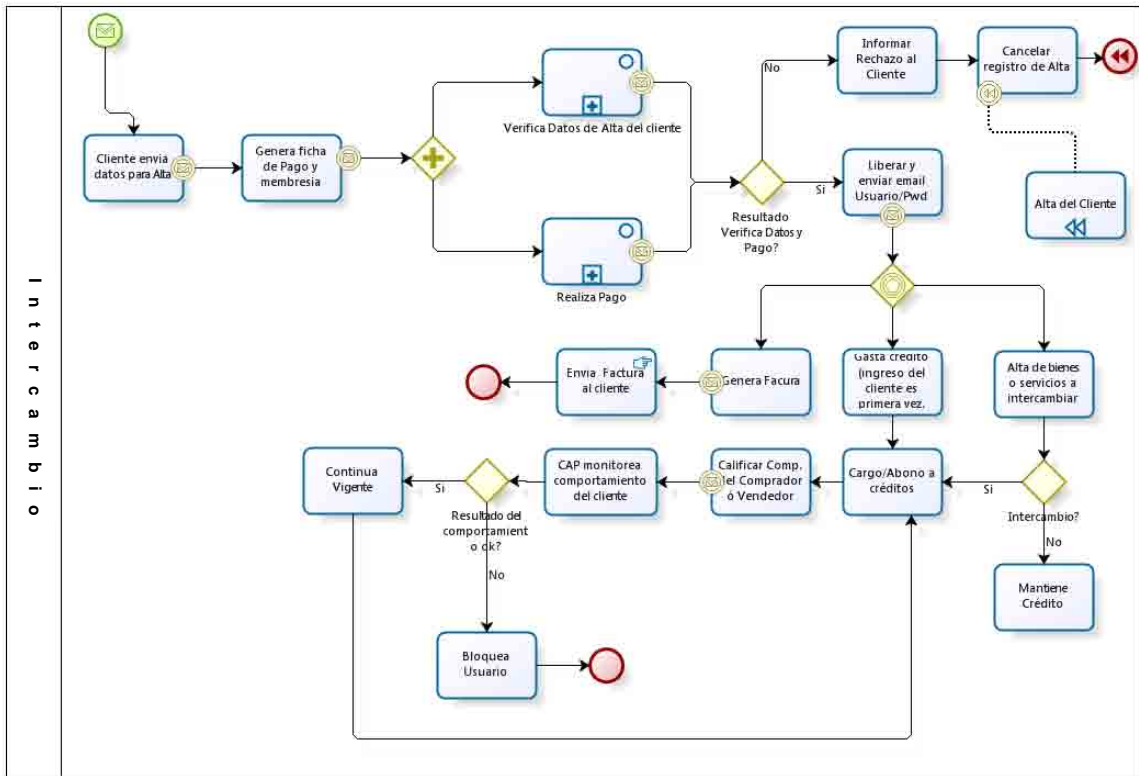 Intercambio
Cliente envia
datos para Alta
Genera ficha
de Pago y
membresia
Verifica Datos de Alta del cliente
Realiza Pago
Resultado
Verifica Datos y
Pago?
No
Si
Informar
Rechazo al
Cliente
Cancelar
registro de Alta
Liberar y
enviar email
Usuario/Pwd
Alta del Cliente
Envia Factura
al cliente
Genera Factura
Gasta crédito
(ingreso del
cliente es
primera vez.
Alta de bienes
o servicios a
intercambiar
Continua
Vigente
Si
Resultado del
comportamient
o ok?
No
CAP monitorea
comportamiento
del cliente
Calificar Comp.
del Comprador
ó Vendedor
Cargo/Abono a
créditos
Si
Intercambio?
No
Mantiene
Crédito
Bloquea
Usuario